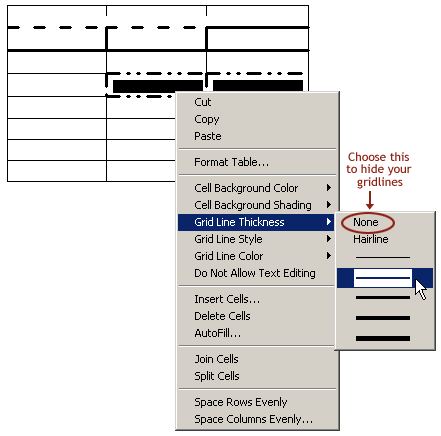 Cut
Copy
Paste
Format Table...
Cell Background Color
Cell Background Shading
Grid Line Thickness
Grid Line Style
Grid Line Color
Do Not Allow Text Editing
Insert Cells...
Delete Cells
AutoFill...
Join Cells
Split Cells
Space Rows Evenly
Space Columns Evenly...
Choose this
to hide your
gridlines
None
Hairline